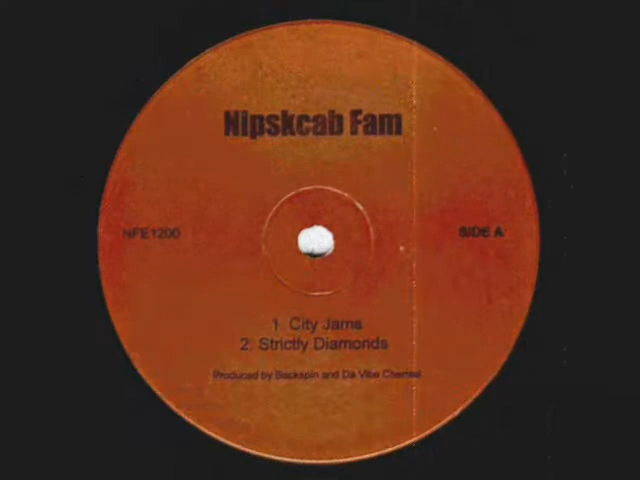 Nipskcab Fam
NFE1200
SIDE A
1. City Jams
2. Strictly Diamonds
Produced by Backspin and Da Vibe Chemist